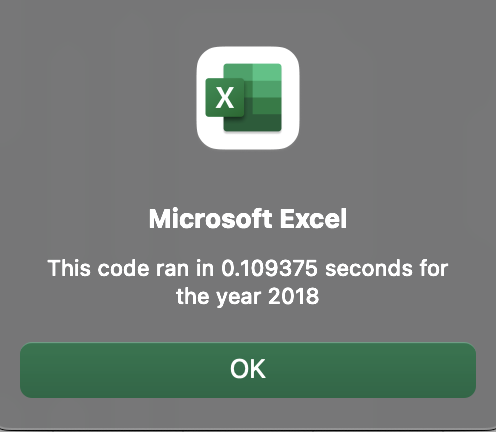 X
Microsoft Excel
This code ran in 0.109375 seconds for
the year 2018
OK